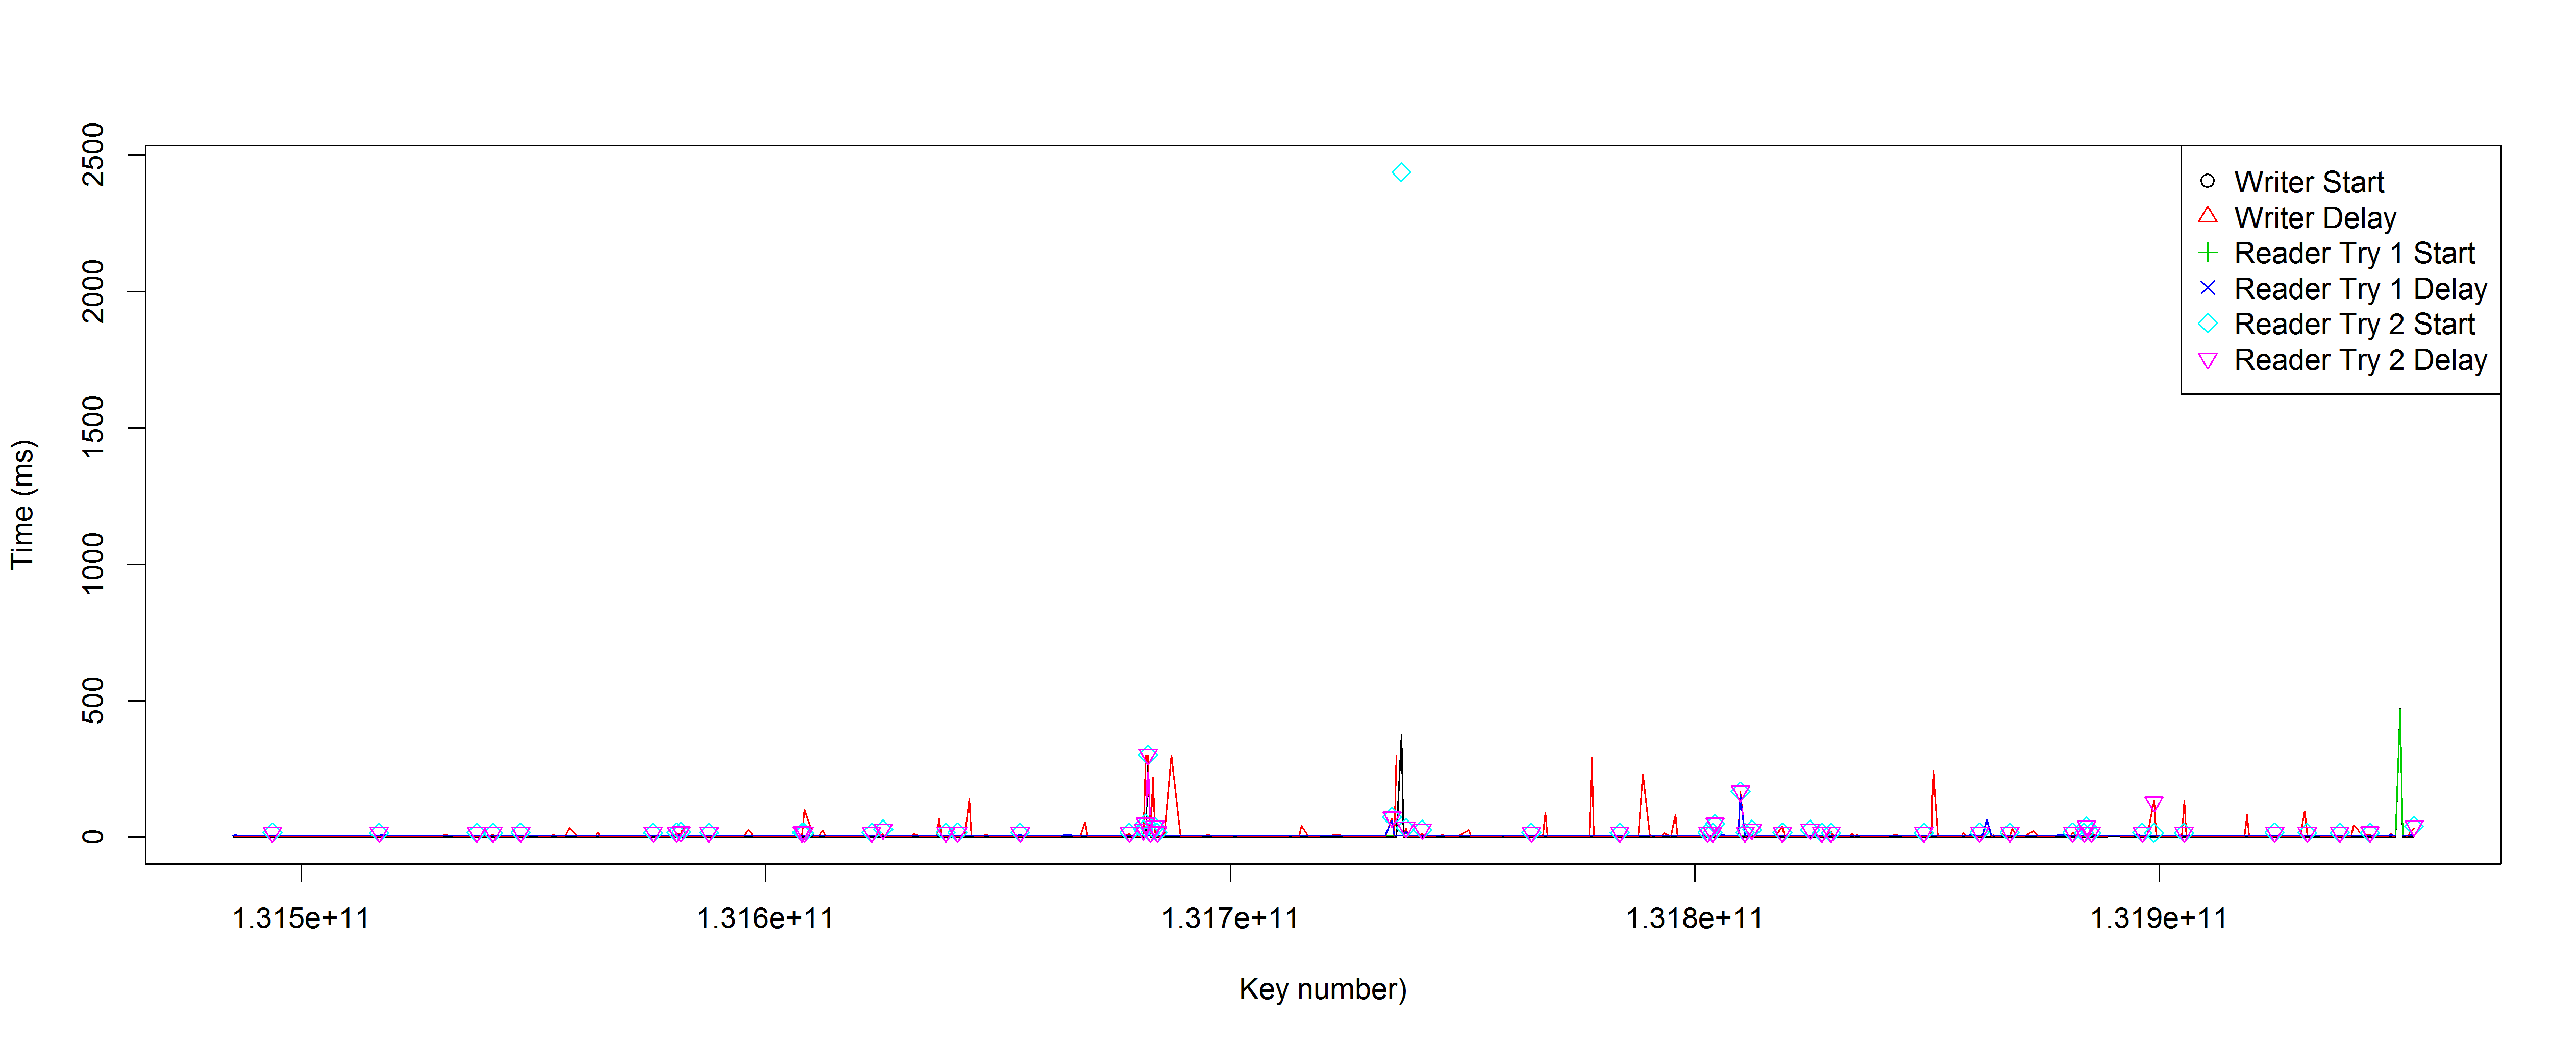 2500
2000
1500
1000
500
0
Time (ms)
Writer Start
Writer Delay
Reader Try 1 Start
Reader Try 1 Delay
Reader Try 2 Start
Reader Try 2 Delay
1.315e+11 1.316e+11 1.317e+11 1.318e+11 1.319e+11
Key number)